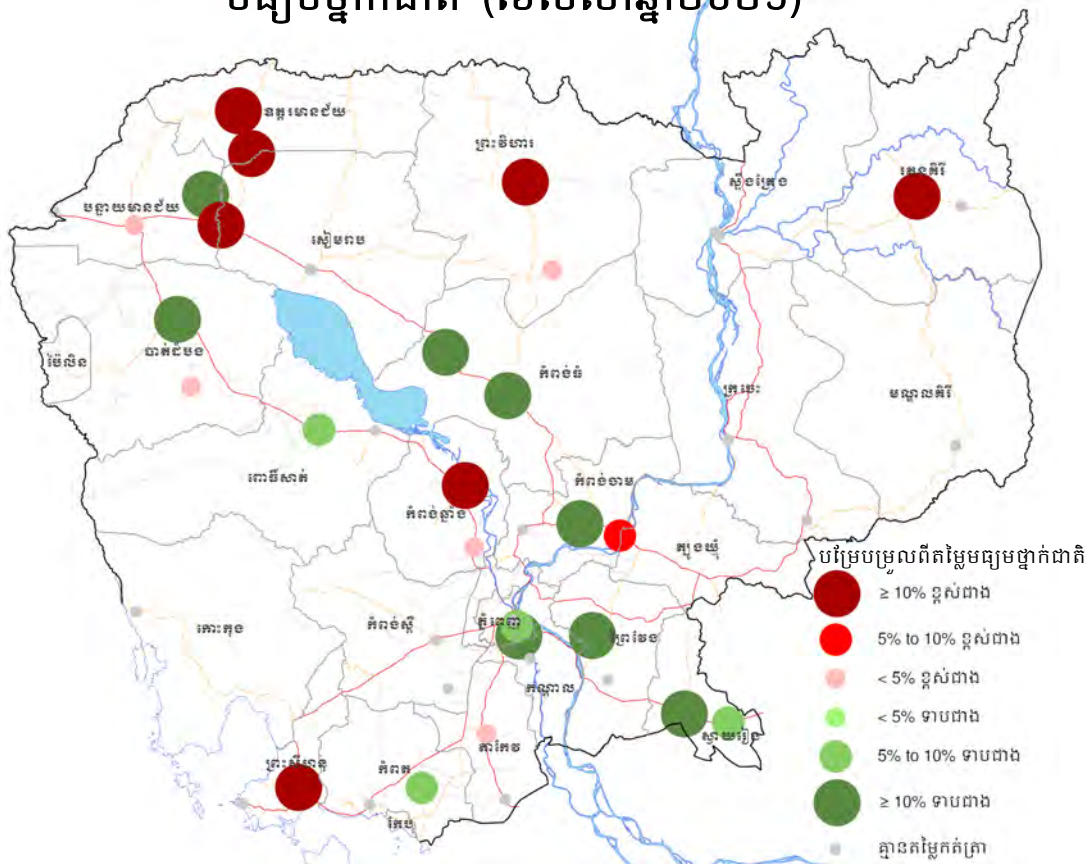 ឧត្តរមានជ័យ
ព្រះវិហារ
ស្ទឹងត្រែង
រតនគិរី
បន្ទាយមានជ័យ
សៀមរាប
ប៉ៃលិន
បាត់ដំបង
កំពង់ធំ
ក្រចេះ
មណ្ឌលគិរី
ពោធិ៍សាត់
កំពង់ចាម
កំពង់ឆ្នាំង
ត្បូងឃ្មុំ
កោះកុង
កំពង់ស្ពឺ
ភ្នំពេញ
ព្រៃវែង
កណ្តាល
ស្វាយរៀង
តាកែវ
ព្រះសីហនុ
កំពត
កែប
បម្រែបម្រួលពីតម្លៃមធ្យមថ្នាក់ជាតិ
≥ 10% ខ្ពស់ជាង
5% to 10% ខ្ពស់ជាង
< 5% ខ្ពស់ជាង
< 5% ទាបជាង
5% to 10% ទាបជាង
≥ 10% ទាបជាង
គ្មានតម្លៃកត់ត្រា